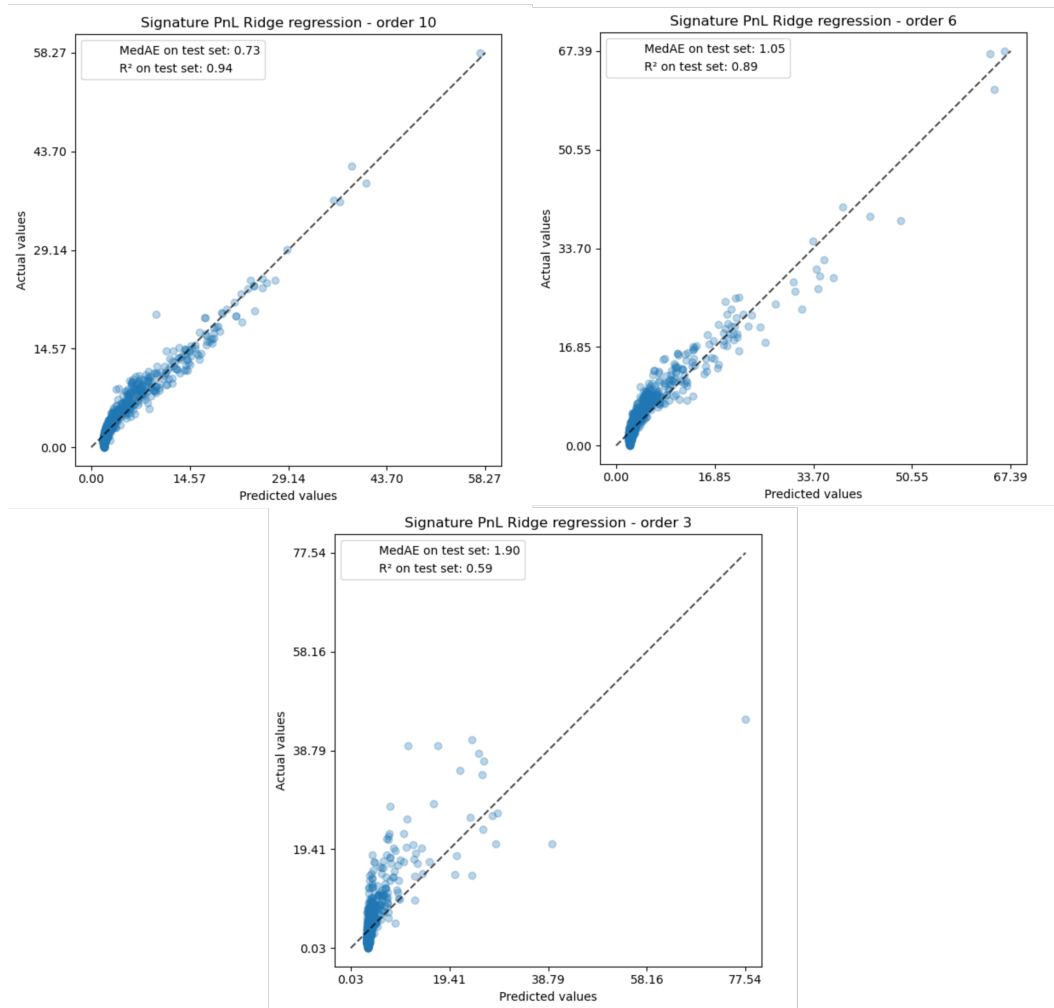 Signature PnL Ridge regression - order 10
MedAE on test set: 0.73
R² on test set: 0.94
58.27
43.70
29.14
14.57
0.00
Actual values
0.00 14.57 29.14 43.70 58.27
Predicted values
Signature PnL Ridge regression - order 6
MedAE on test set: 1.05
R² on test set: 0.89
67.39
50.55
33.70
16.85
0.00
Actual values
0.00 16.85 33.70 50.55 67.39
Predicted values
Signature PnL Ridge regression - order 3
MedAE on test set: 1.90
R² on test set: 0.59
77.54
58.16
38.79
19.41
0.03
Actual values
0.03 19.41 38.79 58.16 77.54
Predicted values